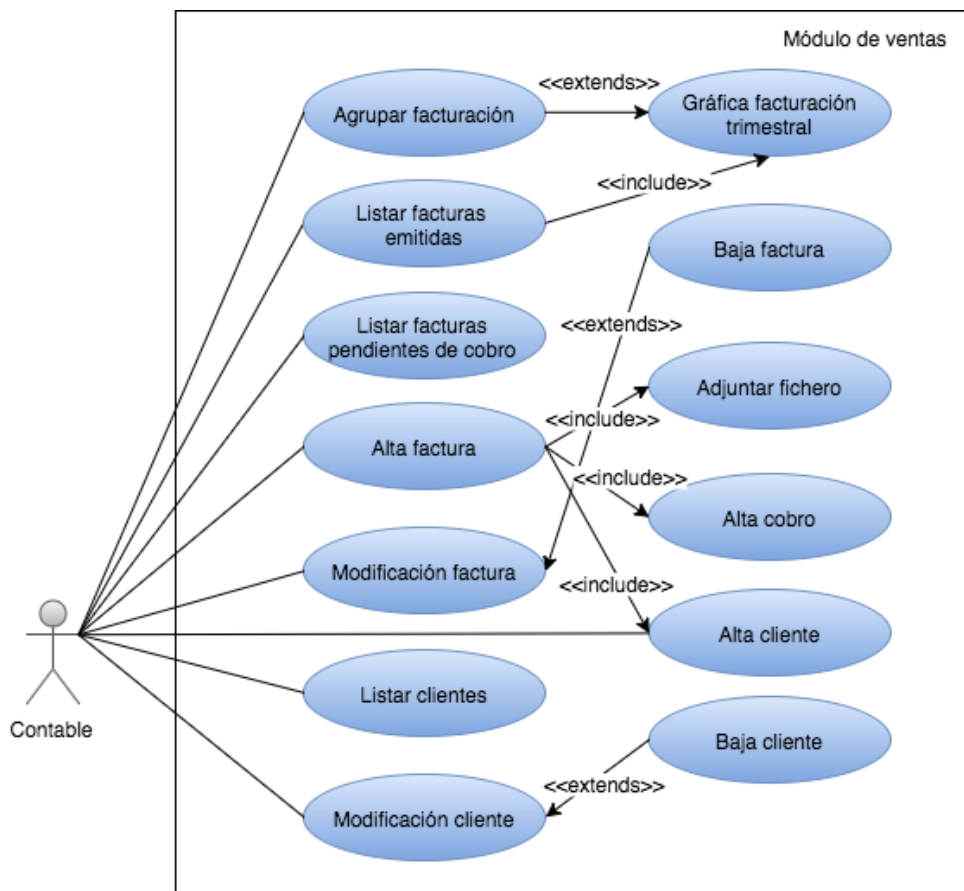 Módulo de ventas
<<extends>>
Agrupar facturación
Gráfica facturación
trimestral
<<include>>
Listar facturas
emitidas
Baja factura
Listar facturas
pendientes de cobro
<<extends>>
Adjuntar fichero
<<include>>
Alta factura
<<include>>
Alta cobro
Modificación factura
<<include>>
Alta cliente
Listar clientes
Contable
Baja cliente
<<extends>>
Modificación cliente